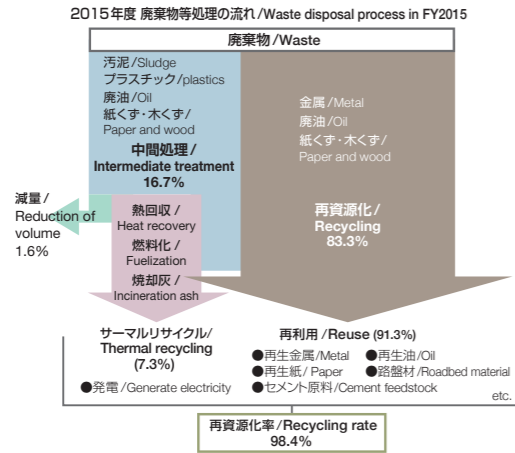 2015年度 廃棄物等処理の流れ/Waste disposal process in FY2015
廃棄物/Waste
汚泥/Sludge
プラスチック/plastics
廃油/Oil
紙くず・木くず/
Paper and wood
中間処理/
Intermediate treatment
16.7%
金属/Metal
廃油/Oil
紙くず・木くず/
Paper and wood
再資源化/
Recycling
83.3%
減量/
Reduction of
volume
1.6%
熱回収/
Heat recovery
燃料化/
Fuelization
焼却灰/
Incineration ash
サーマルリサイクル/
Thermal recycling
(7.3%)
●発電/Generate electricity
再利用/Reuse (91.3%)
●再生金属/Metal ●再生油/Oil
●再生紙/Paper ●路盤材/Roadbed material
●セメント原料/Cement feedstock
etc.
再資源化率/Recycling rate
98.4%